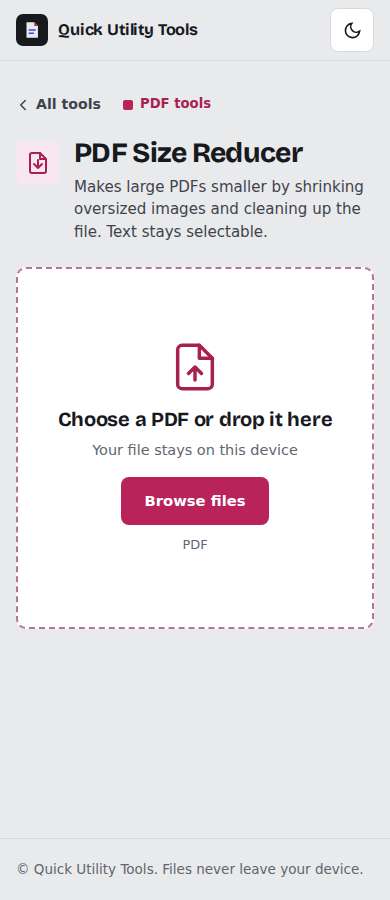 Quick Utility Tools
All tools
PDF tools
PDF Size Reducer
Makes large PDFs smaller by shrinking
oversized images and cleaning up the
file. Text stays selectable.
Choose a PDF or drop it here
Your file stays on this device
Browse files
PDF
© Quick Utility Tools. Files never leave your device.